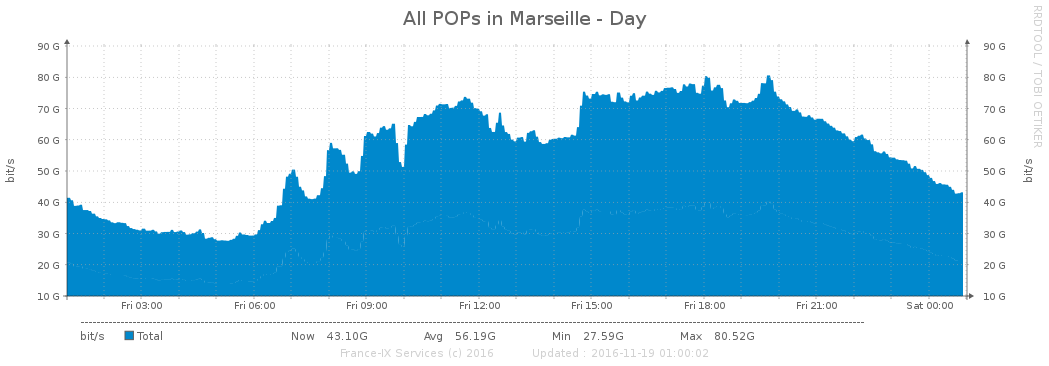 All POPs in Marseille - Day
RRDTOOL / TOBI OETIKER
bit/s
90 G 90 G
80 G 80 G
70 G 70 G
60 G 60 G
50 G 50 G
40 G 40 G
30 G 30 G
20 G 20 G
10 G 10 G
bit/s
Fri 03:00 Fri 06:00 Fri 09:00 Fri 12:00 Fri 15:00 Fri 18:00 Fri 21:00 Sat 00:00
bit/s Total Now 43.10G Avg 56.19G Min 27.59G Max 80.52G
France-IX Services (c) 2016 Updated : 2016-11-19 01:00:02